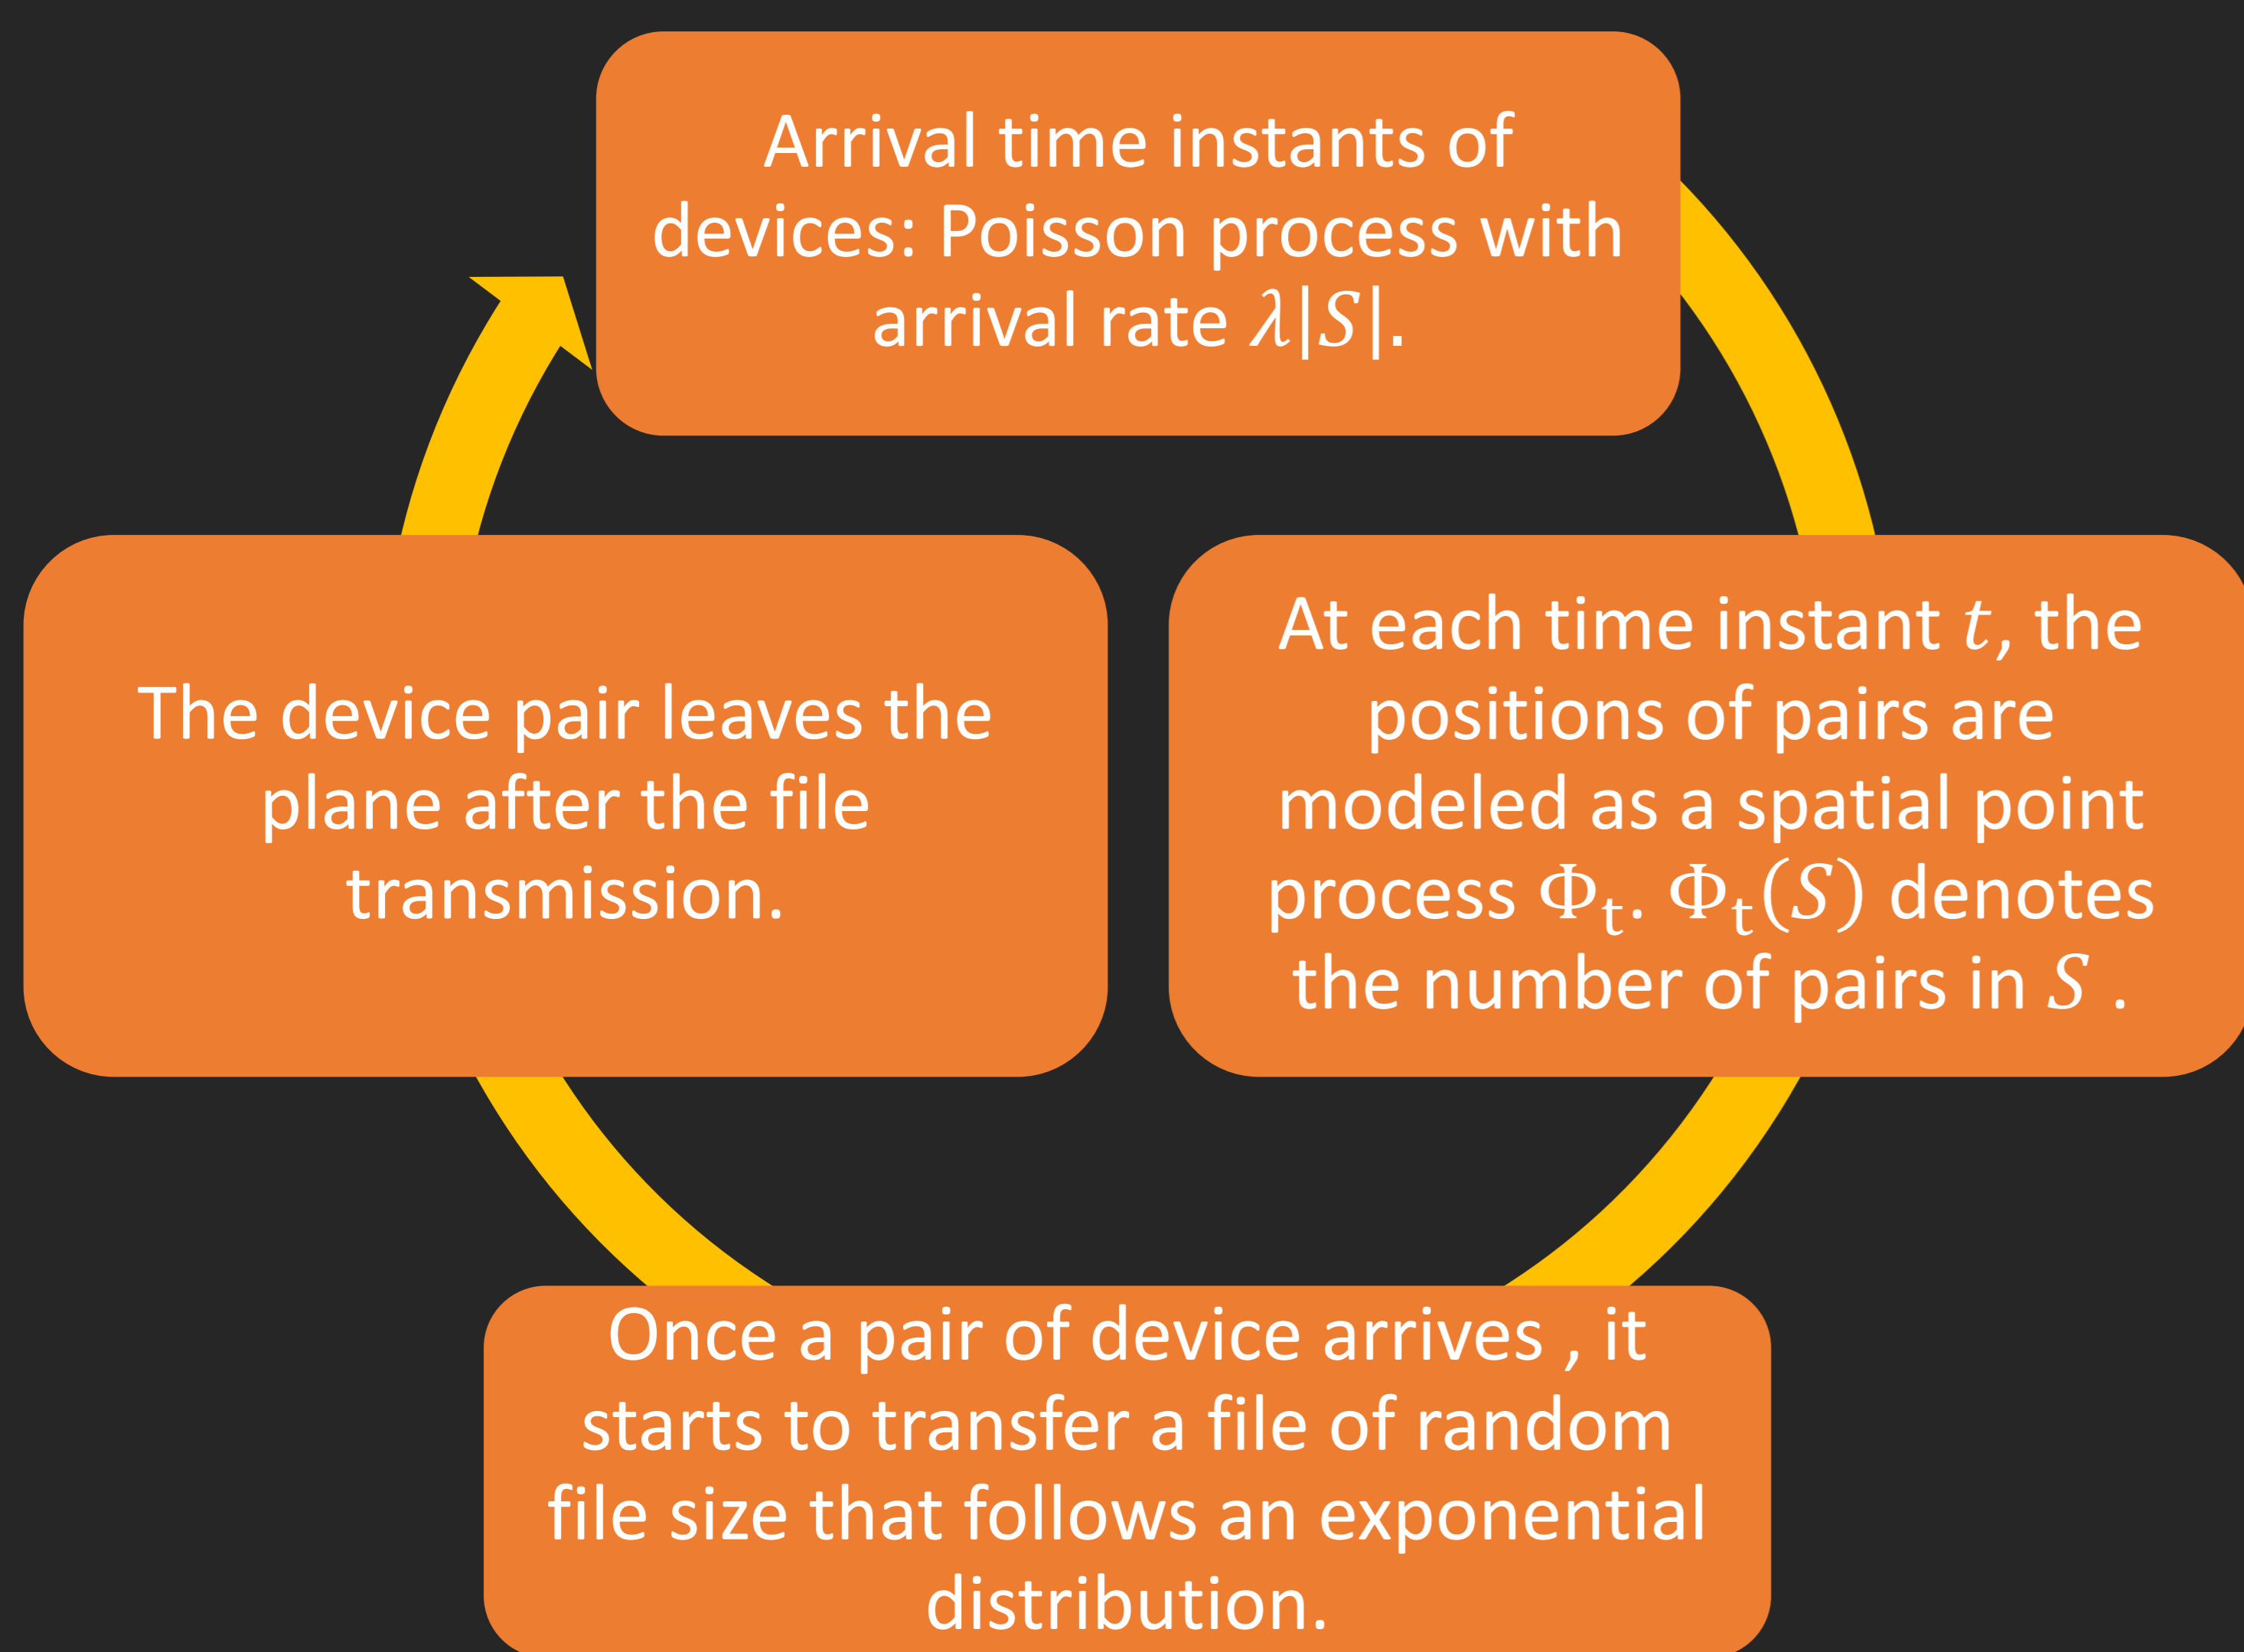 Arrival time instants of
devices: Poisson process with
arrival rate λ|S|.
At each time instant t, the
positions of pairs are
modeled as a spatial point
process Φₜ. Φₜ(S) denotes
the number of pairs in S .
Once a pair of device arrives , it
starts to transfer a file of random
file size that follows an exponential
distribution.
The device pair leaves the
plane after the file
transmission.